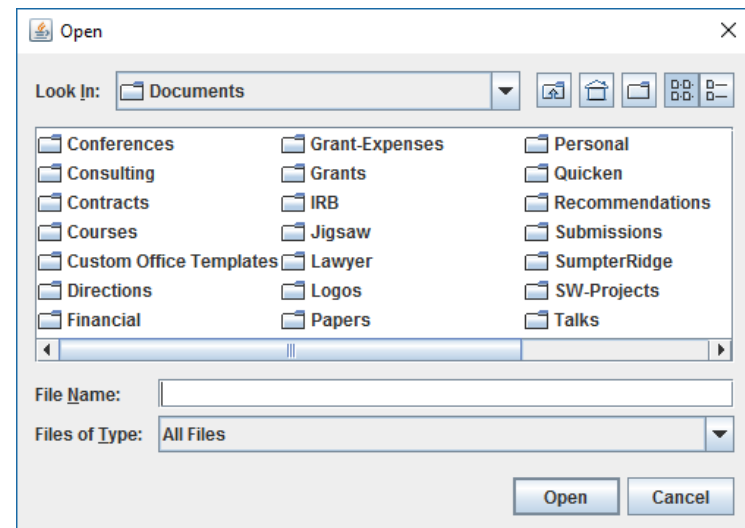 Open
Look In: Documents
Conferences Grant-Expenses Personal
Consulting Grants Quicken
Contracts IRB Recommendations
Courses Jigsaw Submissions
Custom Office Templates Lawyer SumpterRidge
Directions Logos SW-Projects
Financial Papers Talks
File Name:
Files of Type: All Files
Open Cancel